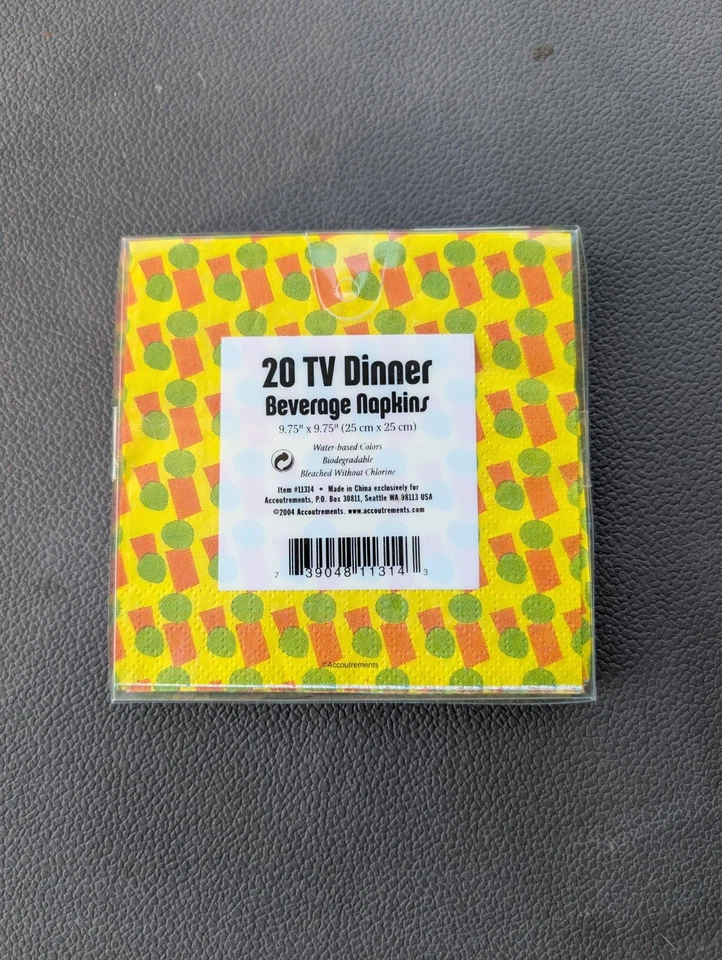 20 TV Dinner
Beverage Napkins
9.75" x 9.75" (25 cm x 25 cm)
Water-based Colors
Biodegradable
Bleached Without Chlorine
Item #11314 • Made in China exclusively for
Accoutrements, P.O. Box 30811, Seattle WA 98113 USA
©2004 Accoutrements. www.accoutrements.com
7 39048 11314 3
©Accoutrements